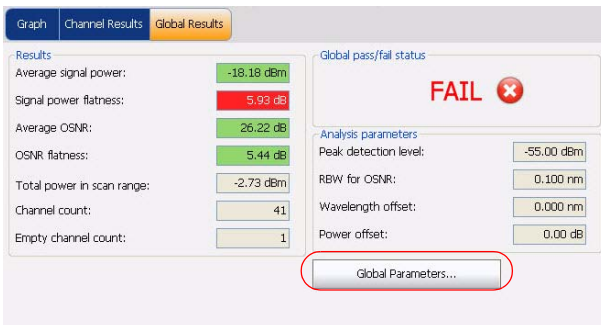 Graph Channel Results Global Results
Results
Average signal power: -18.18 dBm
Signal power flatness: 5.93 dB
Average OSNR: 26.22 dB
OSNR flatness: 5.44 dB
Total power in scan range: -2.73 dBm
Channel count: 41
Empty channel count: 1
Global pass/fail status
FAIL
Analysis parameters
Peak detection level: -55.00 dBm
RBW for OSNR: 0.100 nm
Wavelength offset: 0.000 nm
Power offset: 0.00 dB
Global Parameters...